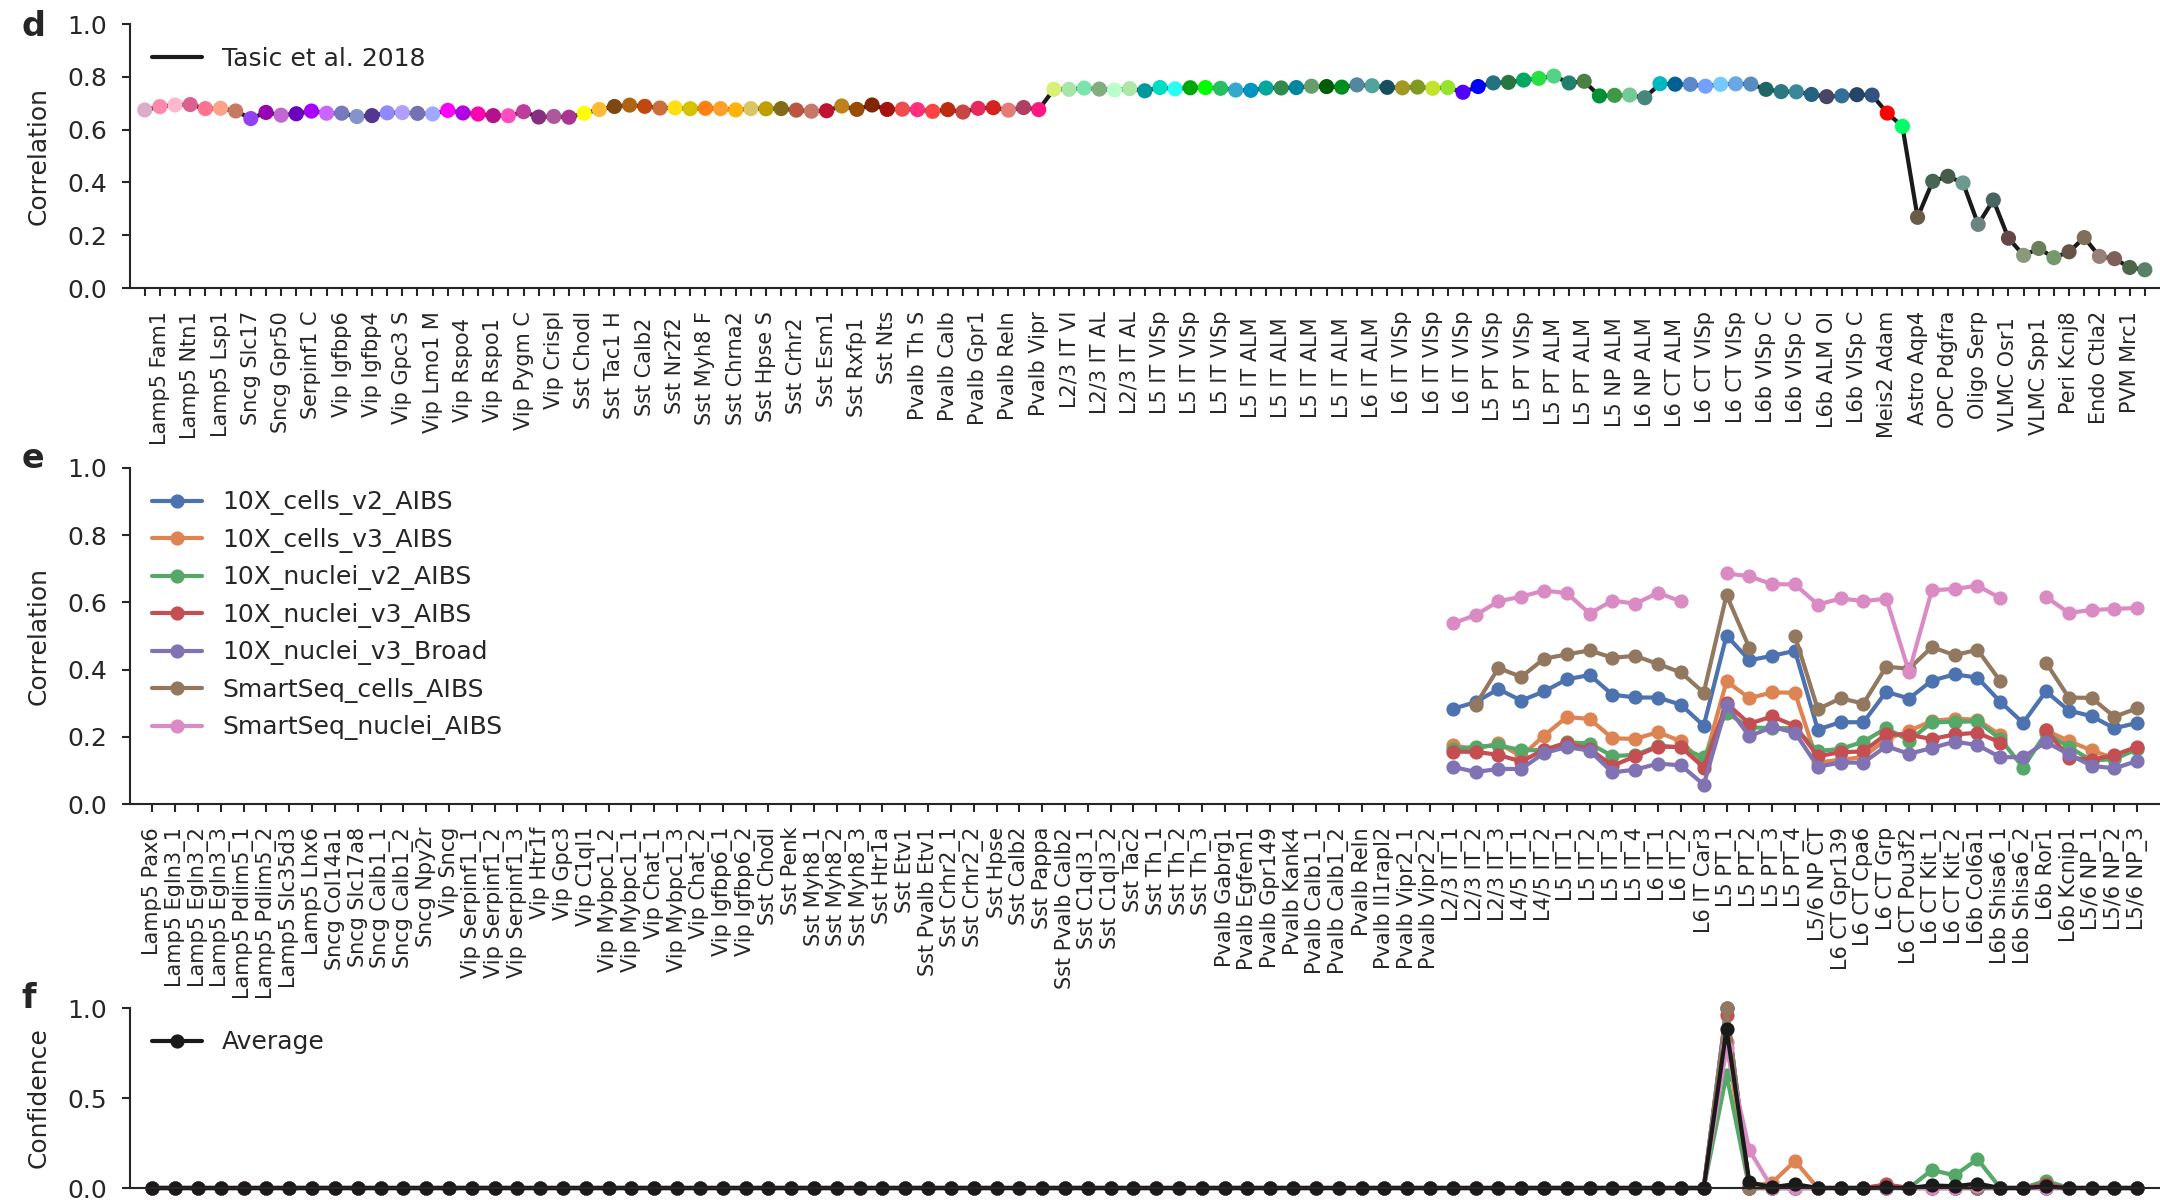 d
1.0
0.8
0.6
0.4
0.2
0.0
Correlation
Tasic et al. 2018
Lamp5 Fam1
Lamp5 Ntn1
Lamp5 Lsp1
Sncg Slc17
Sncg Gpr50
Serpinf1 C
Vip Igfbp6
Vip Igfbp4
Vip Gpc3 S
Vip Lmo1 M
Vip Rspo4
Vip Rspo1
Vip Pygm C
Vip Crispl
Sst Chodl
Sst Tac1 H
Sst Calb2
Sst Nr2f2
Sst Myh8 F
Sst Chrna2
Sst Hpse S
Sst Crhr2
Sst Esm1
Sst Rxfp1
Sst Nts
Pvalb Th S
Pvalb Calb
Pvalb Gpr1
Pvalb Reln
Pvalb Vipr
L2/3 IT VI
L2/3 IT AL
L2/3 IT AL
L5 IT VISp
L5 IT VISp
L5 IT VISp
L5 IT ALM
L5 IT ALM
L5 IT ALM
L5 IT ALM
L6 IT ALM
L6 IT VISp
L6 IT VISp
L6 IT VISp
L5 PT VISp
L5 PT VISp
L5 PT ALM
L5 PT ALM
L5 NP ALM
L6 NP ALM
L6 CT ALM
L6 CT VISp
L6 CT VISp
L6b VISp C
L6b VISp C
L6b ALM Ol
L6b VISp C
Meis2 Adam
Astro Aqp4
OPC Pdgfra
Oligo Serp
VLMC Osr1
VLMC Spp1
Peri Kcnj8
Endo Ctla2
PVM Mrc1
e
1.0
0.8
0.6
0.4
0.2
0.0
Correlation
10X_cells_v2_AIBS
10X_cells_v3_AIBS
10X_nuclei_v2_AIBS
10X_nuclei_v3_AIBS
10X_nuclei_v3_Broad
SmartSeq_cells_AIBS
SmartSeq_nuclei_AIBS
Lamp5 Pax6
Lamp5 Egln3_1
Lamp5 Egln3_2
Lamp5 Egln3_3
Lamp5 Pdlim5_1
Lamp5 Pdlim5_2
Lamp5 Slc35d3
Lamp5 Lhx6
Sncg Col14a1
Sncg Slc17a8
Sncg Calb1_1
Sncg Calb1_2
Sncg Npy2r
Vip Sncg
Vip Serpinf1_1
Vip Serpinf1_2
Vip Serpinf1_3
Vip Htr1f
Vip Gpc3
Vip C1ql1
Vip Mybpc1_2
Vip Mybpc1_1
Vip Chat_1
Vip Mybpc1_3
Vip Chat_2
Vip Igfbp6_1
Vip Igfbp6_2
Sst Chodl
Sst Penk
Sst Myh8_1
Sst Myh8_2
Sst Myh8_3
Sst Htr1a
Sst Etv1
Sst Pvalb Etv1
Sst Crhr2_1
Sst Crhr2_2
Sst Hpse
Sst Calb2
Sst Pappa
Sst Pvalb Calb2
Sst C1ql3_1
Sst C1ql3_2
Sst Tac2
Sst Th_1
Sst Th_2
Sst Th_3
Pvalb Gabrg1
Pvalb Egfem1
Pvalb Gpr149
Pvalb Kank4
Pvalb Calb1_1
Pvalb Calb1_2
Pvalb Reln
Pvalb Il1rapl2
Pvalb Vipr2_1
Pvalb Vipr2_2
L2/3 IT_1
L2/3 IT_2
L2/3 IT_3
L4/5 IT_1
L4/5 IT_2
L5 IT_1
L5 IT_2
L5 IT_3
L5 IT_4
L6 IT_1
L6 IT_2
L6 IT Car3
L5 PT_1
L5 PT_2
L5 PT_3
L5 PT_4
L5/6 NP CT
L6 CT Gpr139
L6 CT Cpa6
L6 CT Grp
L6 CT Pou3f2
L6 CT Kit_1
L6 CT Kit_2
L6b Col6a1
L6b Shisa6_1
L6b Shisa6_2
L6b Ror1
L6b Kcnip1
L5/6 NP_1
L5/6 NP_2
L5/6 NP_3
f
1.0
0.5
0.0
Confidence
Average